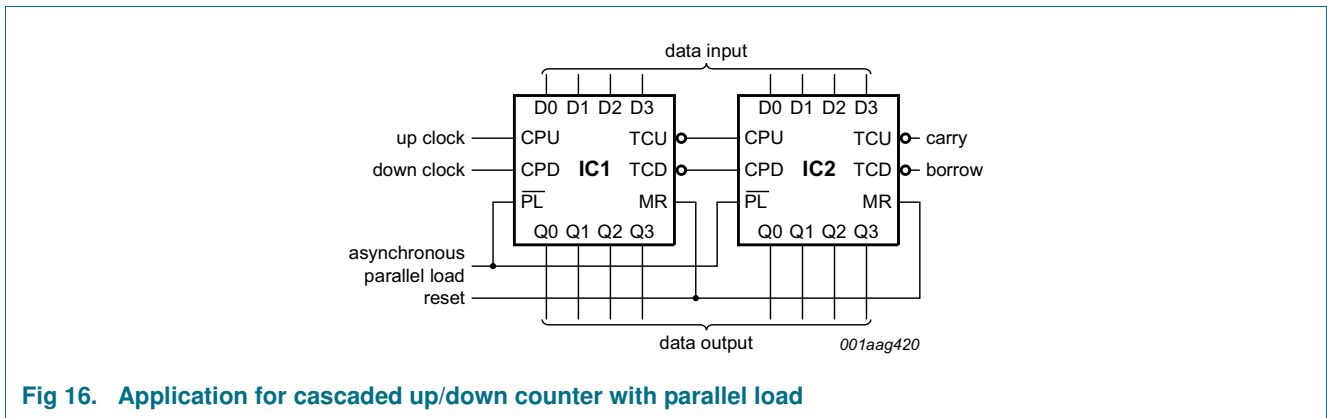 data input
D0 D1 D2 D3 D0 D1 D2 D3
up clock CPU TCU CPU TCU carry
down clock CPD IC1 TCD CPD IC2 TCD borrow
PL MR PL MR
Q0 Q1 Q2 Q3 Q0 Q1 Q2 Q3
asynchronous
parallel load
reset
data output 001aag420
Fig 16. Application for cascaded up/down counter with parallel load